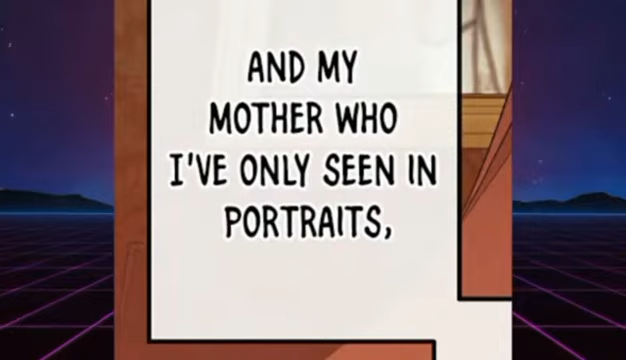 AND MY
MOTHER WHO
I'VE ONLY SEEN IN
PORTRAITS,